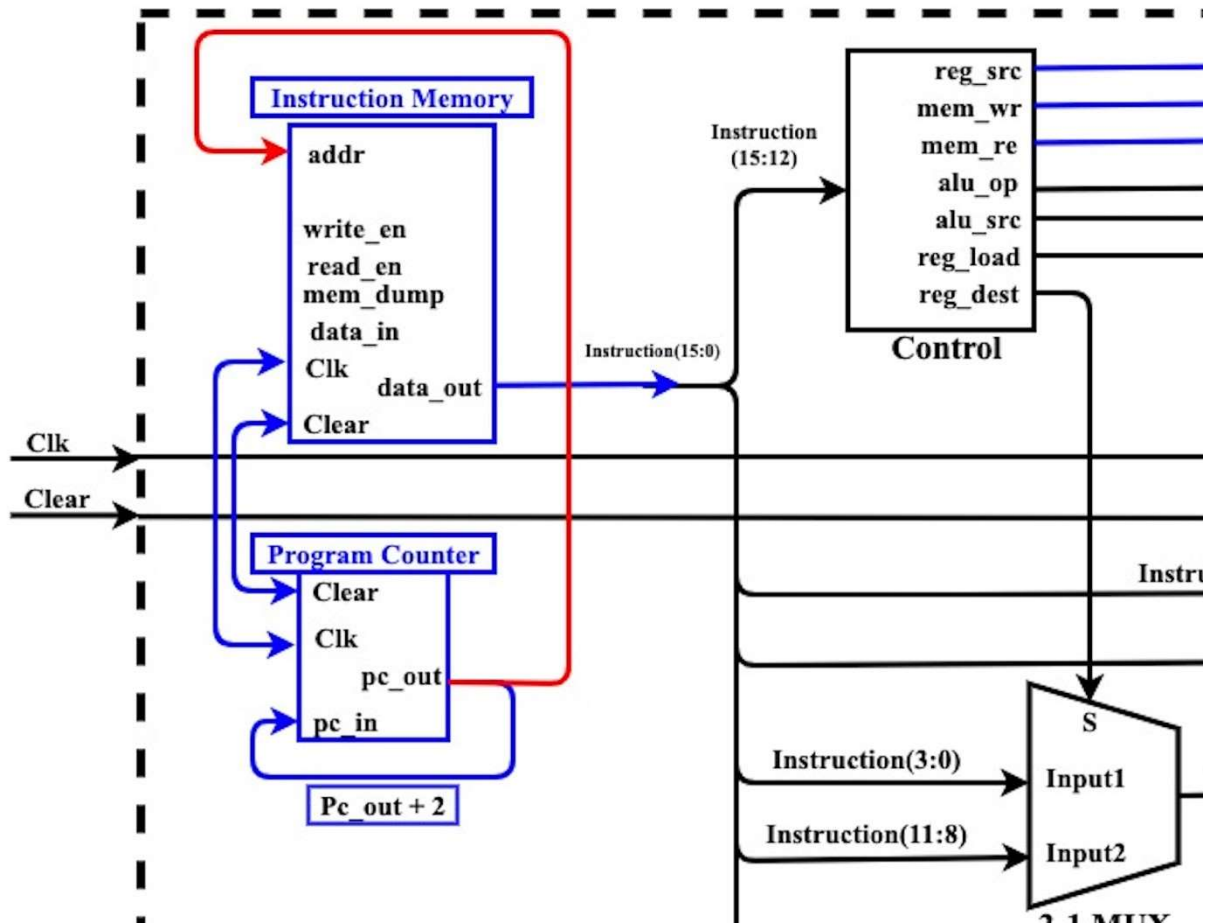 Instruction Memory
addr
write_en
read_en
mem_dump
data_in
Clk
data_out
Clear
Instruction(15:0)
Instruction
(15:12)
reg_src
mem_wr
mem_re
alu_op
alu_src
reg_load
reg_dest
Control
Clk
Clear
Program Counter
Clear
Clk
pc_out
pc_in
Pc_out + 2
Instru
S
Instruction(3:0)
Input1
Instruction(11:8)
Input2